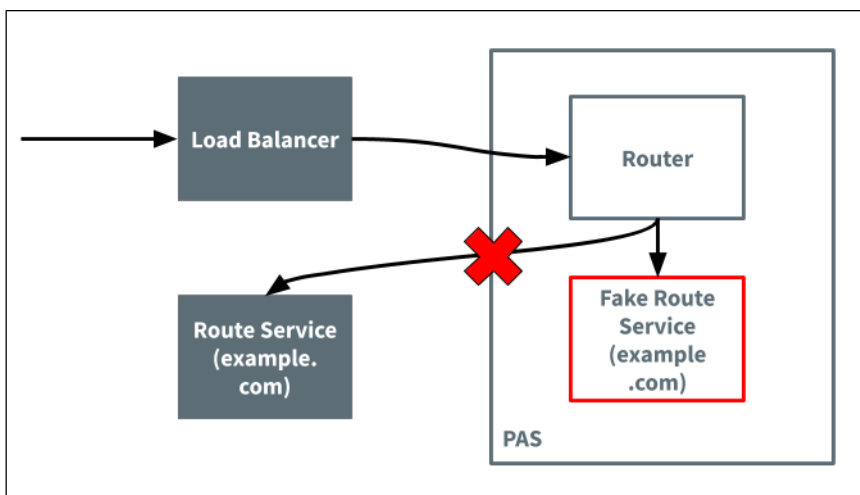 Load Balancer
Router
Route Service
(example.
com)
Fake Route
Service
(example
.com)
PAS